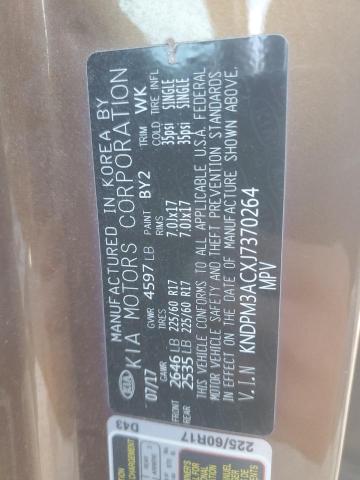 MANUFACTURED IN KOREA BY
KIA KIA MOTORS CORPORATION
07/17 GVWR 4597 LB PAINT BY2 TRIM WK
GAWR RIMS COLD TIRE INFL
FRONT 2646 LB 225/60 R17 7.0Jx17 35psi SINGLE
REAR 2535 LB 225/60 R17 7.0Jx17 35psi SINGLE
THIS VEHICLE CONFORMS TO ALL APPLICABLE U.S.A. FEDERAL
MOTOR VEHICLE SAFETY AND THEFT PREVENTION STANDARDS
IN EFFECT ON THE DATE OF MANUFACTURE SHOWN ABOVE.
V.I.N KNDPM3ACXJ7370264
MPV
D43
225/60R17